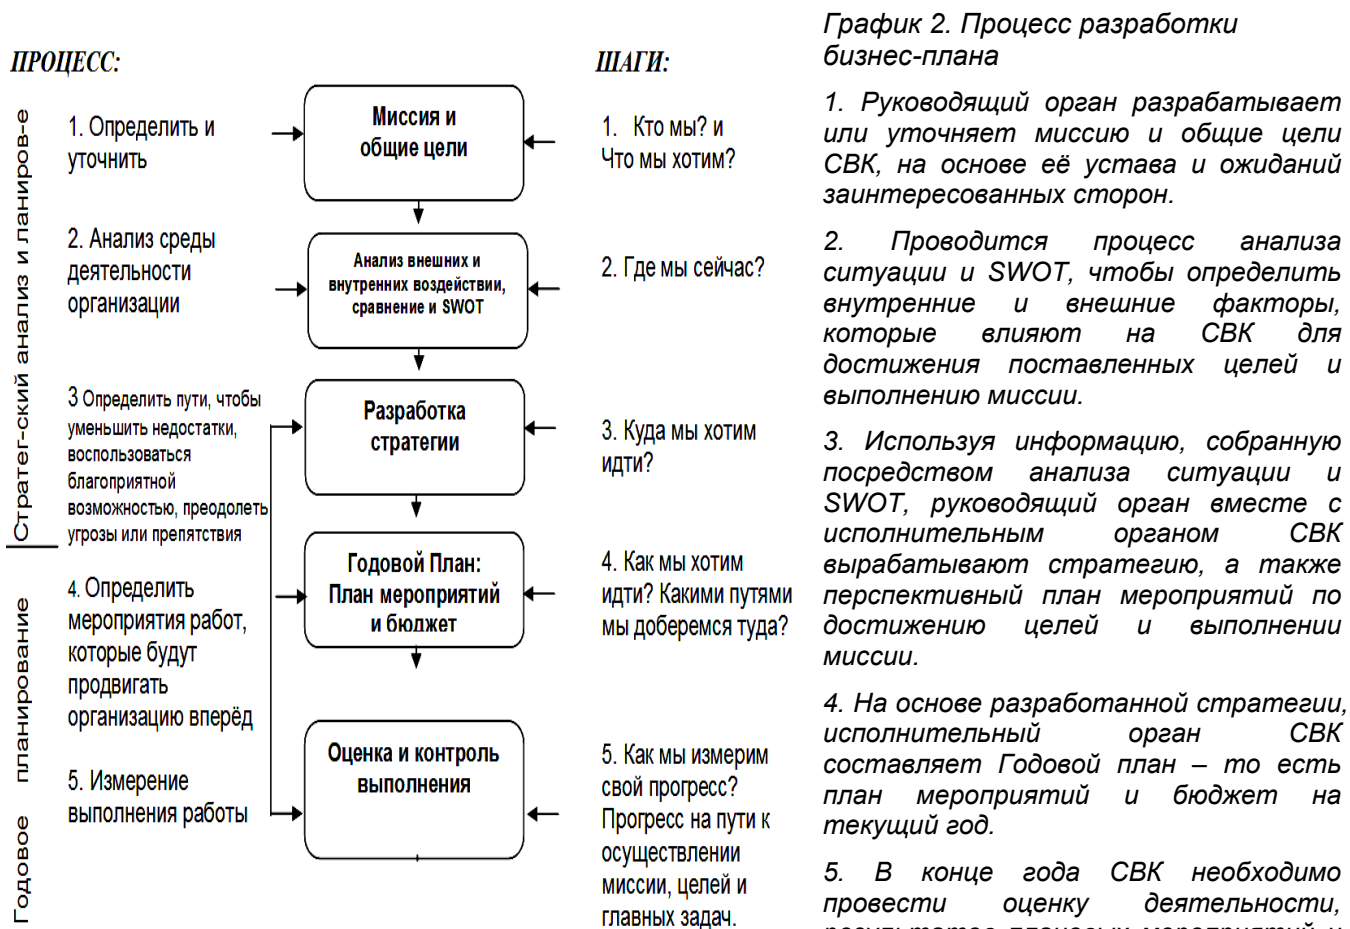 ПРОЦЕСС:
Стратег-ский анализ и планиров-е
1. Определить и
уточнить
2. Анализ среды
деятельности
организации
3 Определить пути, чтобы
уменьшить недостатки,
воспользоваться
благоприятной
возможностью, преодолеть
угрозы или препятствия
Годовое планирование
4. Определить
мероприятия работ,
которые будут
продвигать
организацию вперёд
5. Измерение
выполнения работы
Миссия и
общие цели
Анализ внешних и
внутренних воздействии,
сравнение и SWOT
Разработка
стратегии
Годовой План:
План мероприятий
и бюджет
Оценка и контроль
выполнения
ШАГИ:
1. Кто мы? и
Что мы хотим?
2. Где мы сейчас?
3. Куда мы хотим
идти?
4. Как мы хотим
идти? Какими путями
мы доберемся туда?
5. Как мы измерим
свой прогресс?
Прогресс на пути к
осуществлении
миссии, целей и
главных задач.
График 2. Процесс разработки
бизнес-плана
1. Руководящий орган разрабатывает
или уточняет миссию и общие цели
СВК, на основе её устава и ожиданий
заинтересованных сторон.
2. Проводится процесс анализа
ситуации и SWOT, чтобы определить
внутренние и внешние факторы,
которые влияют на СВК для
достижения поставленных целей и
выполнению миссии.
3. Используя информацию, собранную
посредством анализа ситуации и
SWOT, руководящий орган вместе с
исполнительным органом СВК
вырабатывают стратегию, а также
перспективный план мероприятий по
достижению целей и выполнении
миссии.
4. На основе разработанной стратегии,
исполнительный орган СВК
составляет Годовой план – то есть
план мероприятий и бюджет на
текущий год.
5. В конце года СВК необходимо
провести оценку деятельности,
результатов плановых мероприятий и